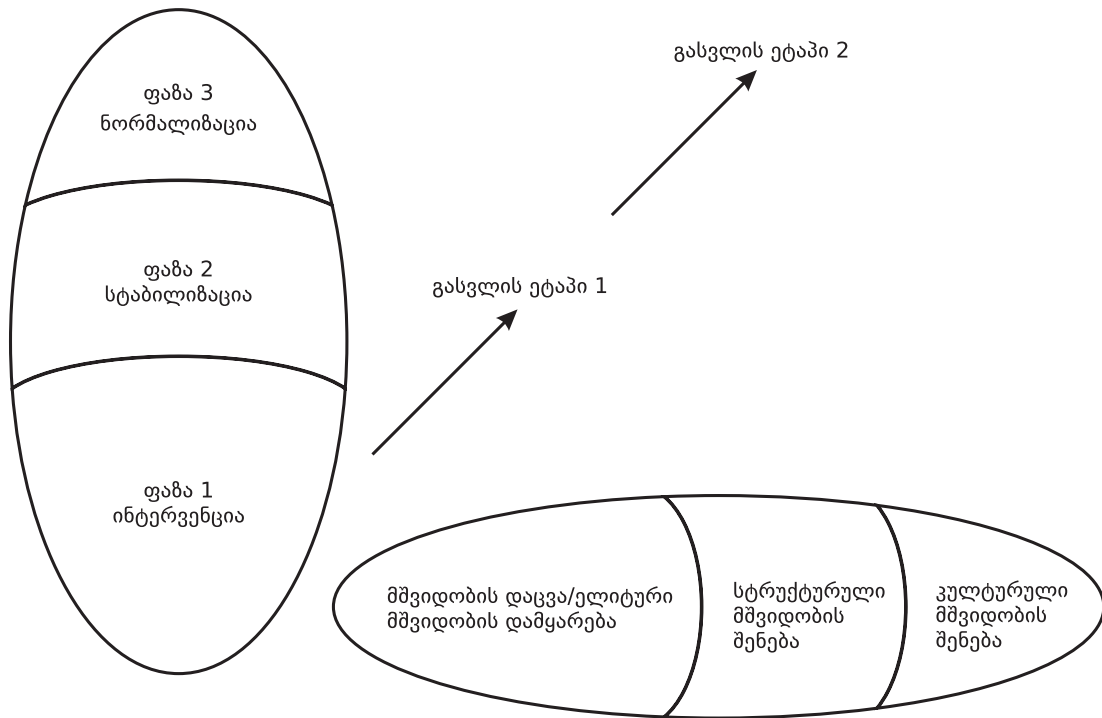 ფაზა 3
ნორმალიზაცია
ფაზა 2
სტაბილიზაცია
ფაზა 1
ინტერვენცია
გასვლის ეტაპი 2
გასვლის ეტაპი 1
მშვიდობის დაცვა/ელიტური
მშვიდობის დამყარება
სტრუქტურული
მშვიდობის
შენება
კულტურული
მშვიდობის
შენება